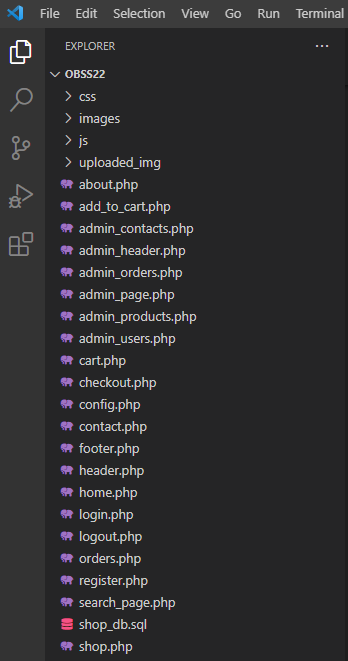 File Edit Selection View Go Run Terminal
EXPLORER
OBSS22
css
images
js
uploaded_img
about.php
add_to_cart.php
admin_contacts.php
admin_header.php
admin_orders.php
admin_page.php
admin_products.php
admin_users.php
cart.php
checkout.php
config.php
contact.php
footer.php
header.php
home.php
login.php
logout.php
orders.php
register.php
search_page.php
shop_db.sql
shop.php